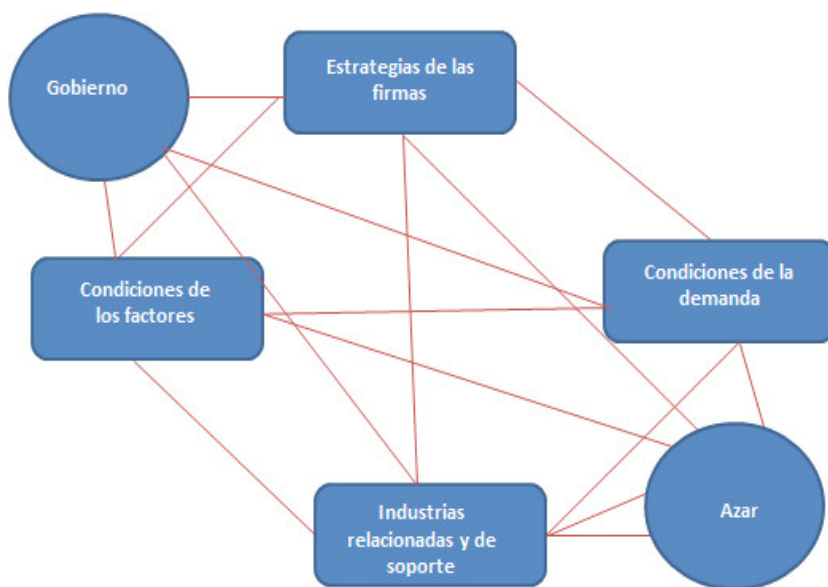 Gobierno
Estrategias de las
firmas
Condiciones de
los factores
Condiciones de la
demanda
Industrias
relacionadas y de
soporte
Azar